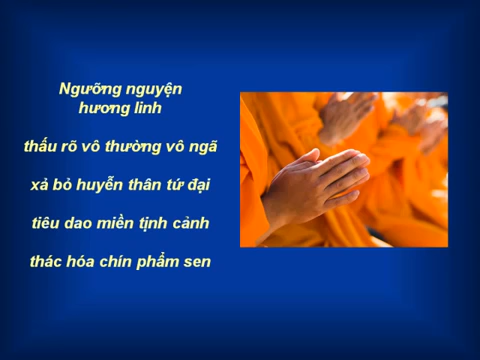 Ngưỡng nguyện
hương linh
thấu rõ vô thường vô ngã
xả bỏ huyễn thân tứ đại
tiêu dao miền tịnh cảnh
thác hóa chín phẩm sen